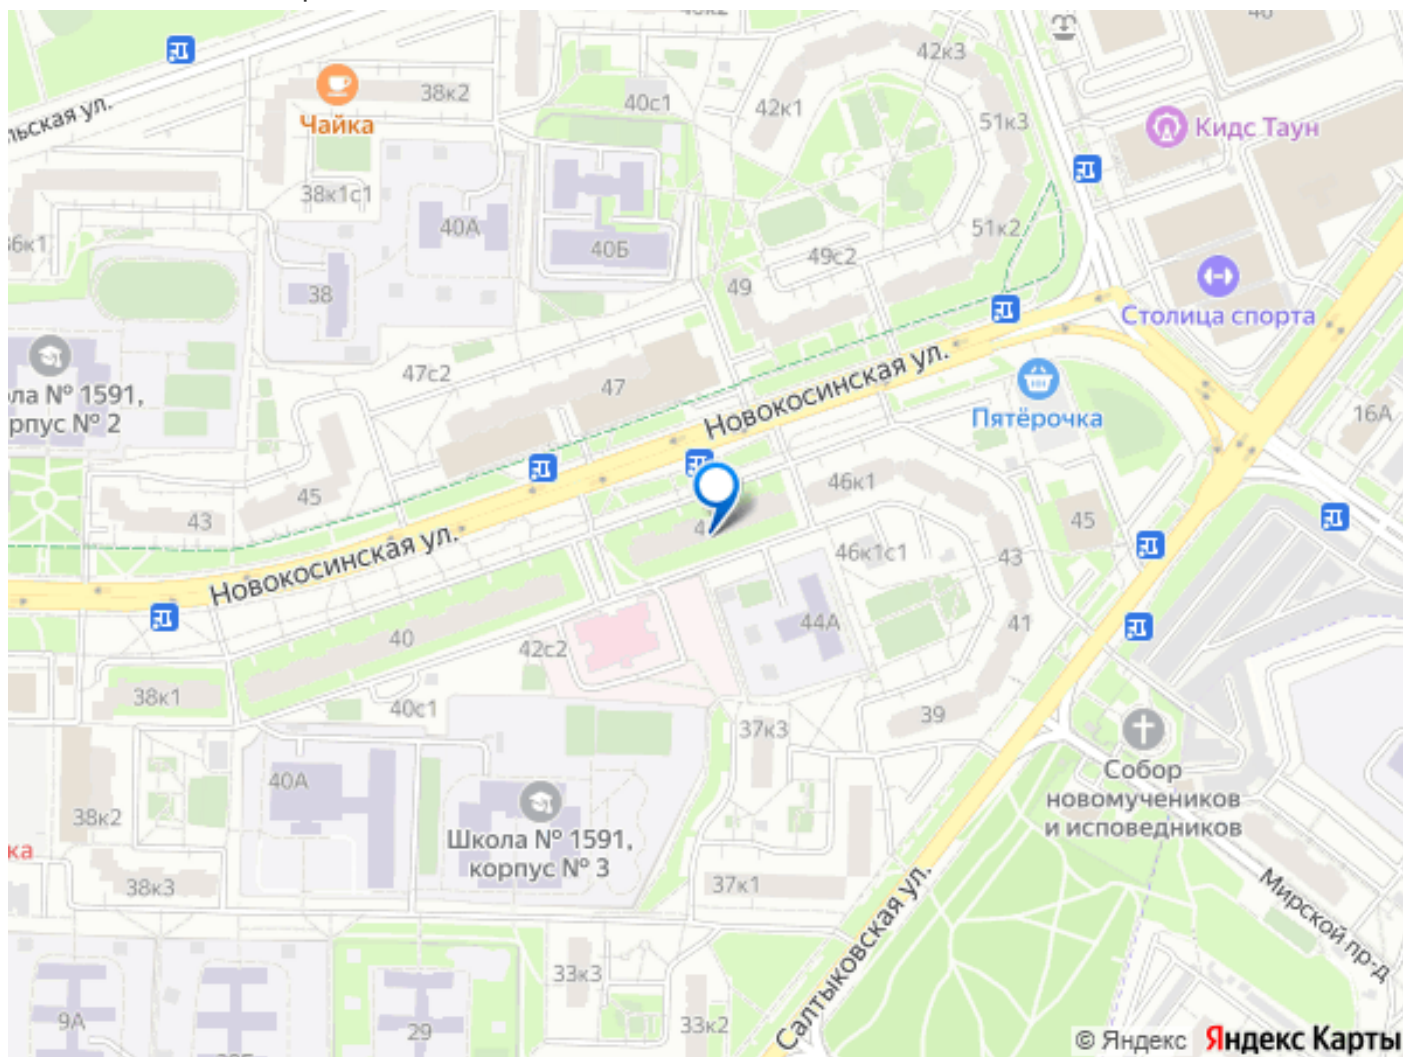 42к3
38к2
40с1
42к1
Чайка
51к3
Кидс Таун
льская ул.
38к1с1
40А
40Б
51к2
49с2
38
49
Столица спорта
47с2
47
Новокосинская ул.
ола № 1591,
рпус № 2
Пятёрочка
16А
45
43
46к1
45
Новокосинская ул.
46к1с1
43
40
42с2
44А
41
38к1
40с1
39
37к3
Собор
новомучеников
и исповедников
40А
38к2
Школа № 1591,
корпус № 3
ка
38к3
37к1
Мирской пр-д
Салтыковская ул.
33к3
9А
29
33к2
© Яндекс Яндекс Карты